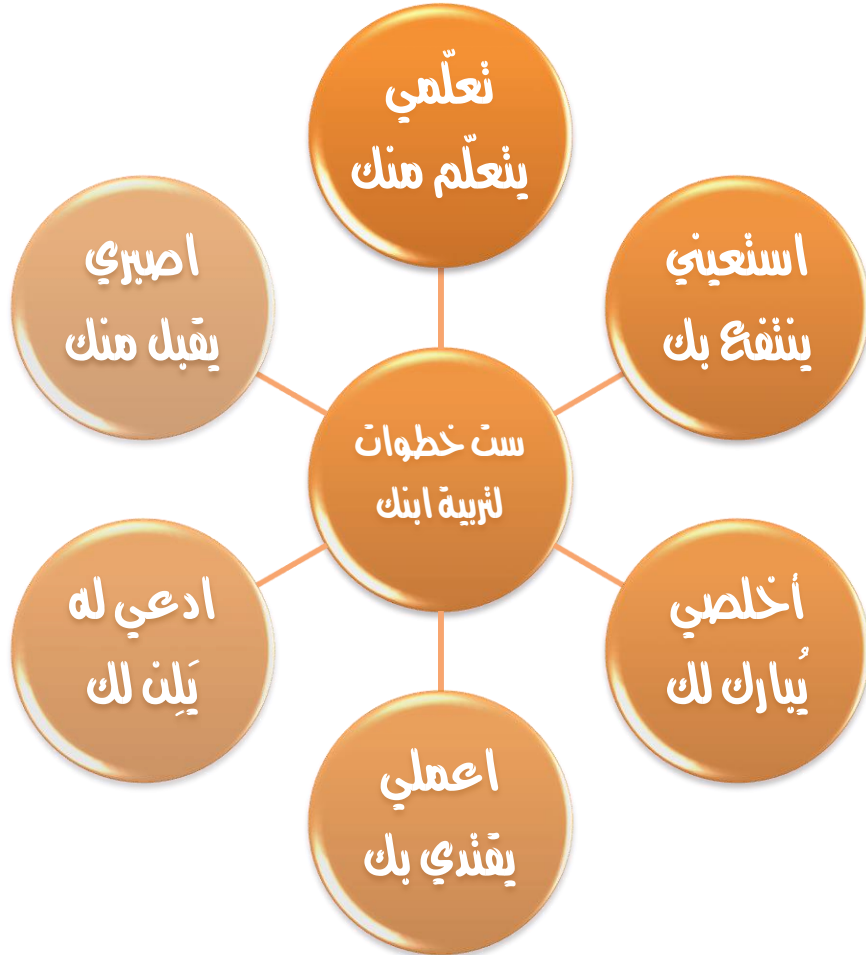 ست خطوات
لتربية ابنك
تعلّمي
يتعلّم منك
استعيني
ينتفع بك
أخلصي
يُبارك لك
اعملي
يقتدي بك
ادعي له
يَلِن لك
اصبري
يقبل منك